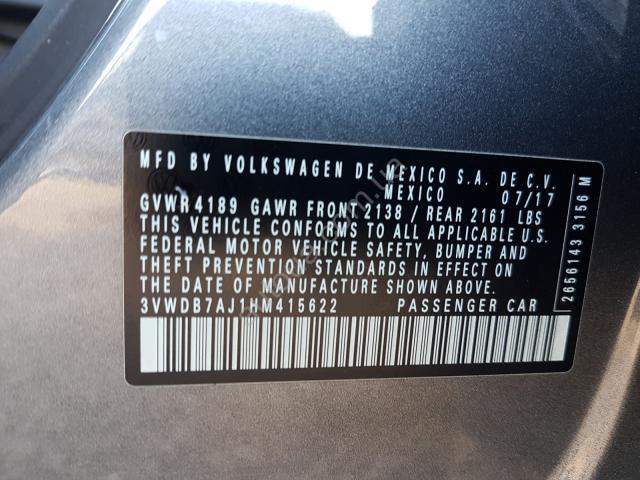 MFD BY VOLKSWAGEN DE MEXICO S.A. DE C.V.
MEXICO 07/17
GVWR 4189 GAWR FRONT 2138 / REAR 2161 LBS
THIS VEHICLE CONFORMS TO ALL APPLICABLE U.S.
FEDERAL MOTOR VEHICLE SAFETY, BUMPER AND
THEFT PREVENTION STANDARDS IN EFFECT ON
THE DATE OF MANUFACTURE SHOWN ABOVE.
3VWDB7AJ1HM415622 PASSENGER CAR
2656143 3156 M